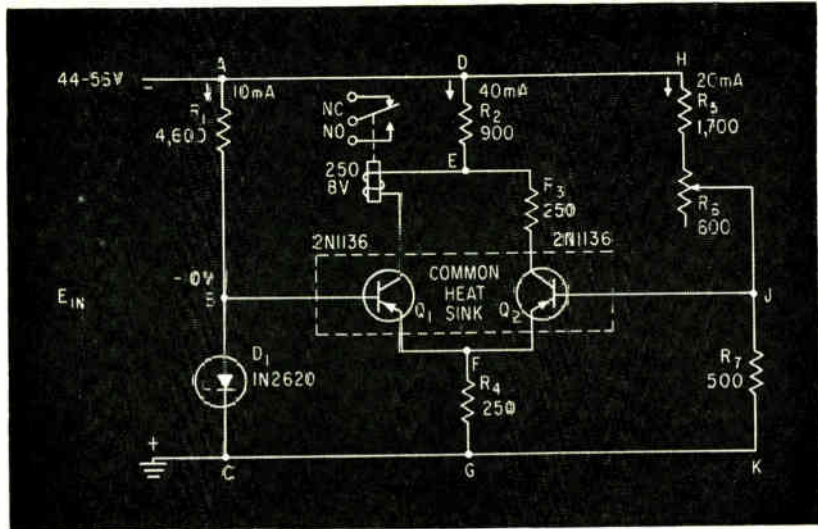 A
D
H
44-56V
-
10mA
40mA
20mA
R1
4,600
NC
NO
R2
900
R5
1,700
E
250
8V
R3
250
R6
600
2N1136
2N1136
COMMON
HEAT
SINK
Q1
Q2
B
J
EIN
F
D1
1N2620
R4
250
R7
500
+
C
G
K